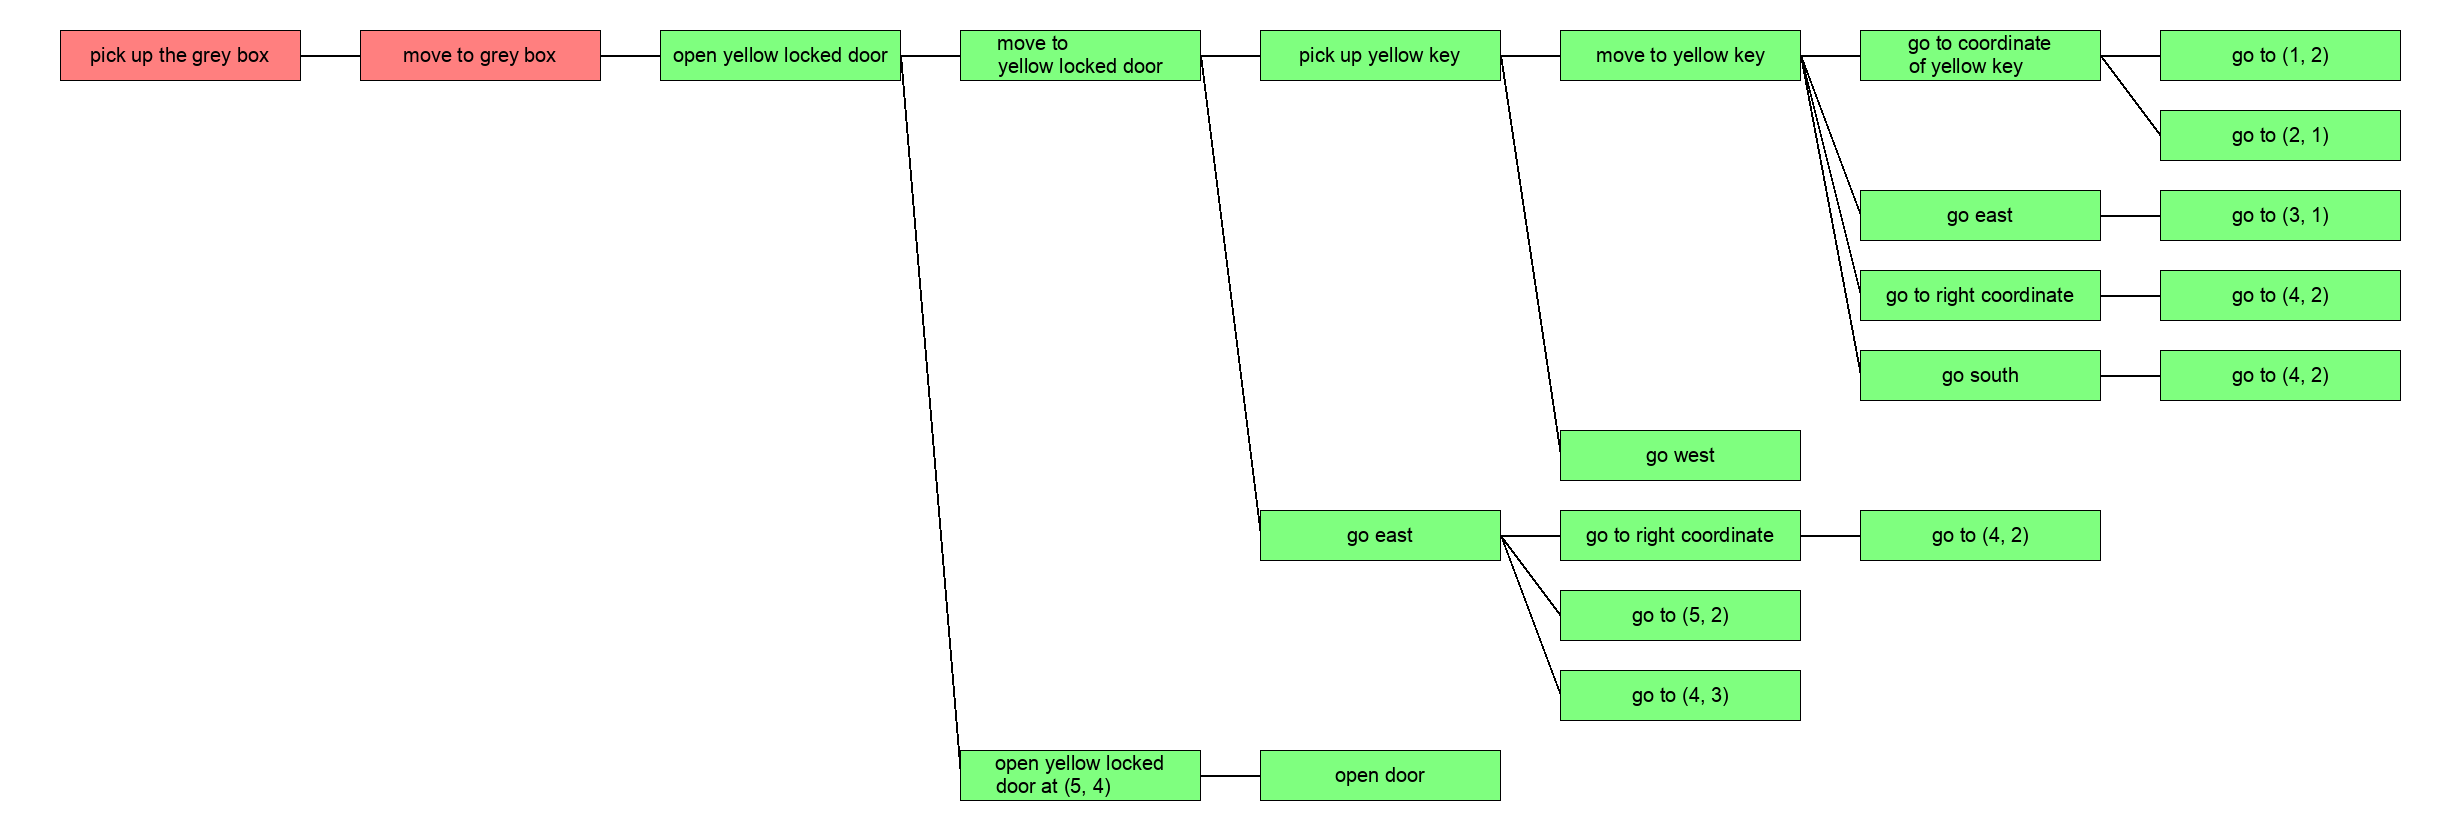 pick up the grey box
move to grey box
open yellow locked door
move to
yellow locked door
pick up yellow key
move to yellow key
go to coordinate
of yellow key
go to (1, 2)
go to (2, 1)
go east
go to (3, 1)
go to right coordinate
go to (4, 2)
go south
go to (4, 2)
go west
go east
go to right coordinate
go to (4, 2)
go to (5, 2)
go to (4, 3)
open yellow locked
door at (5, 4)
open door